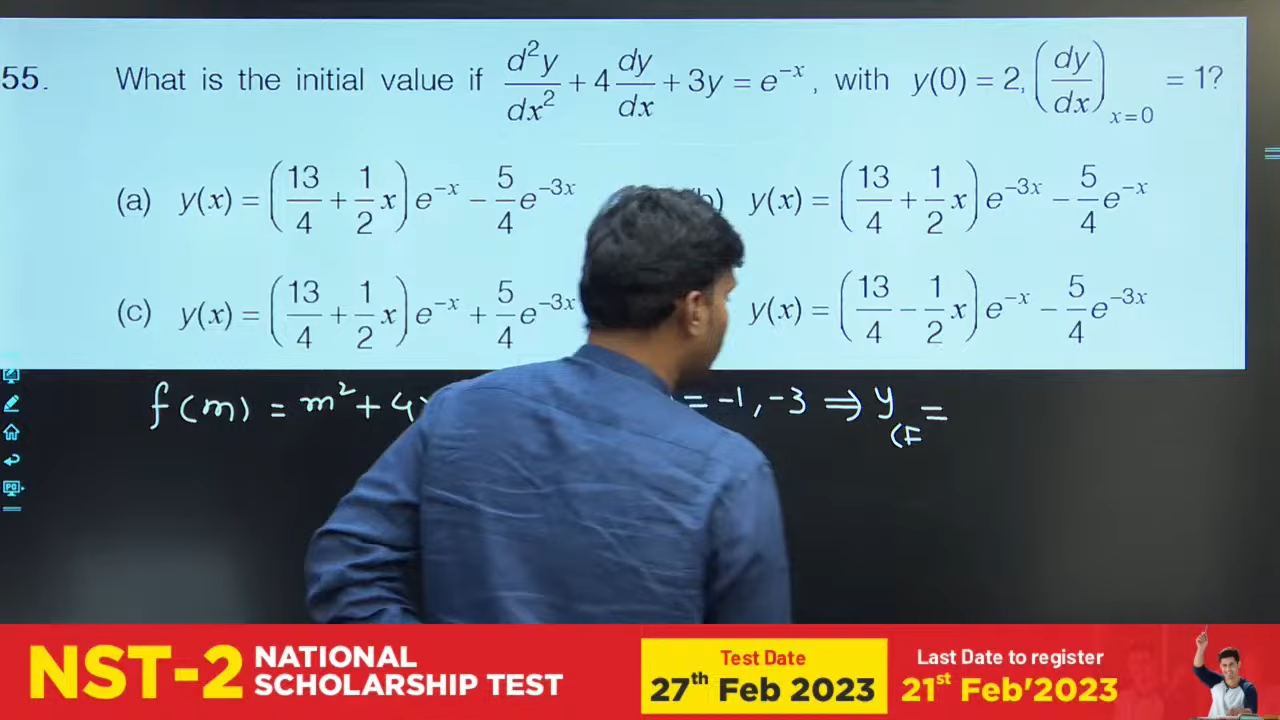 55. What is the initial value if d²y/dx² + 4 dy/dx + 3y = e⁻ˣ, with y(0) = 2, (dy/dx)ₓ₌₀ = 1?
(a) y(x) = (13/4 + 1/2 x) e⁻ˣ − 5/4 e⁻³ˣ
b) y(x) = (13/4 + 1/2 x) e⁻³ˣ − 5/4 e⁻ˣ
(c) y(x) = (13/4 + 1/2 x) e⁻ˣ + 5/4 e⁻³ˣ
y(x) = (13/4 − 1/2 x) e⁻ˣ − 5/4 e⁻³ˣ
f(m) = m² + 4 = -1, -3 ⇒ y =
NST-2 NATIONAL SCHOLARSHIP TEST
Test Date
27th Feb 2023
Last Date to register
21st Feb'2023